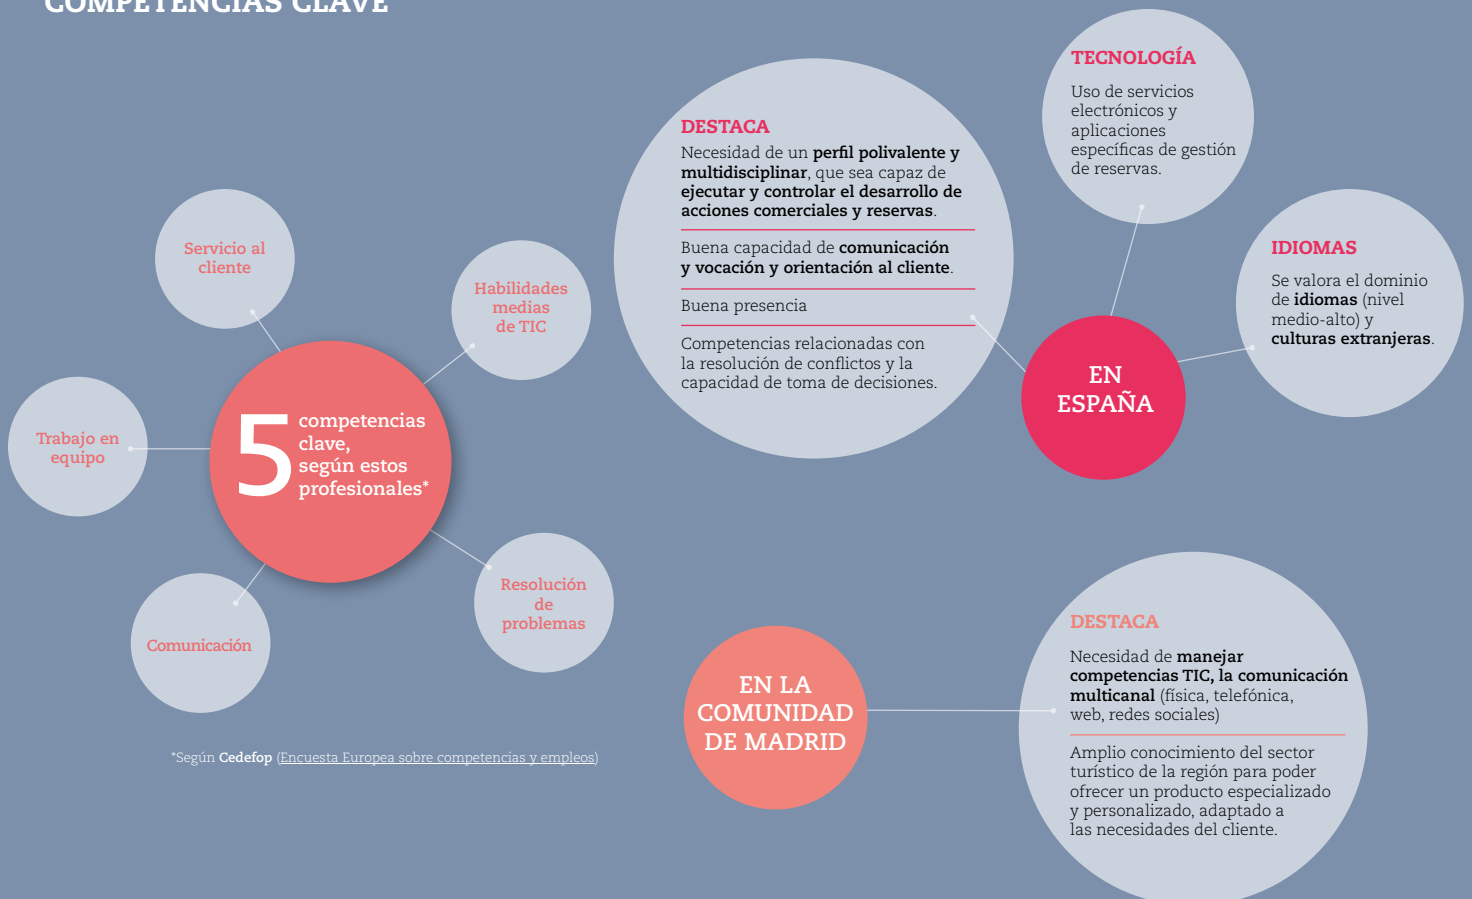 COMPETENCIAS CLAVE
Servicio al
cliente
Habilidades
medias
de TIC
Trabajo en
equipo
5
competencias
clave,
según estos
profesionales*
Comunicación
Resolución
de
problemas
*Según Cedefop (Encuesta Europea sobre competencias y empleos)
DESTACA
Necesidad de un perfil polivalente y
multidisciplinar, que sea capaz de
ejecutar y controlar el desarrollo de
acciones comerciales y reservas.
Buena capacidad de comunicación
y vocación y orientación al cliente.
Buena presencia
Competencias relacionadas con
la resolución de conflictos y la
capacidad de toma de decisiones.
TECNOLOGÍA
Uso de servicios
electrónicos y
aplicaciones
específicas de gestión
de reservas.
IDIOMAS
Se valora el dominio
de idiomas (nivel
medio-alto) y
culturas extranjeras.
EN
ESPAÑA
EN LA
COMUNIDAD
DE MADRID
DESTACA
Necesidad de manejar
competencias TIC, la comunicación
multicanal (física, telefónica,
web, redes sociales)
Amplio conocimiento del sector
turístico de la región para poder
ofrecer un producto especializado
y personalizado, adaptado a
las necesidades del cliente.